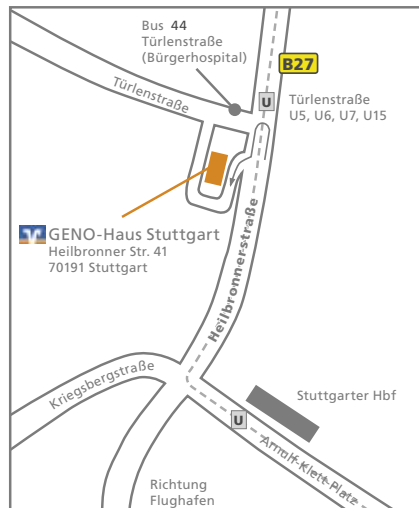 Bus 44
Türlenstraße
(Bürgerhospital)
B27
Türlenstraße
U
Türlenstraße
U5, U6, U7, U15
GENO-Haus Stuttgart
Heilbronner Str. 41
70191 Stuttgart
Heilbronnerstraße
Kriegsbergstraße
Stuttgarter Hbf
U
Arnulf-Klett-Platz
Richtung
Flughafen